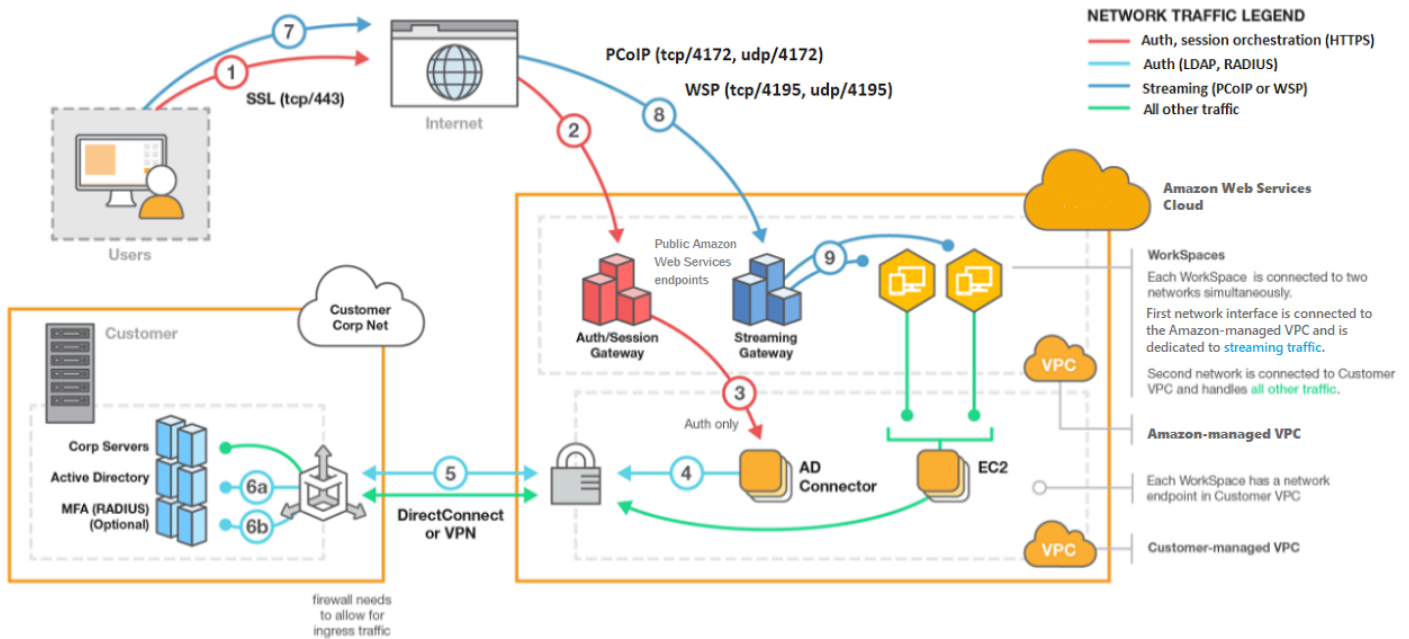 NETWORK TRAFFIC LEGEND
Auth, session orchestration (HTTPS)
Auth (LDAP, RADIUS)
Streaming (PCoIP or WSP)
All other traffic
7
1
SSL (tcp/443)
Internet
PCoIP (tcp/4172, udp/4172)
WSP (tcp/4195, udp/4195)
2
8
Users
Amazon Web Services
Cloud
Public Amazon
Web Services
endpoints
9
Auth/Session
Gateway
Streaming
Gateway
WorkSpaces
Each WorkSpace is connected to two
networks simultaneously.
First network interface is connected to
the Amazon-managed VPC and is
dedicated to streaming traffic.
Second network is connected to Customer
VPC and handles all other traffic.
VPC
Amazon-managed VPC
Customer
Customer
Corp Net
3
Auth only
Corp Servers
Active Directory
MFA (RADIUS)
(Optional)
6a
6b
5
DirectConnect
or VPN
4
AD
Connector
EC2
Each WorkSpace has a network
endpoint in Customer VPC
VPC
Customer-managed VPC
firewall needs
to allow for
ingress traffic